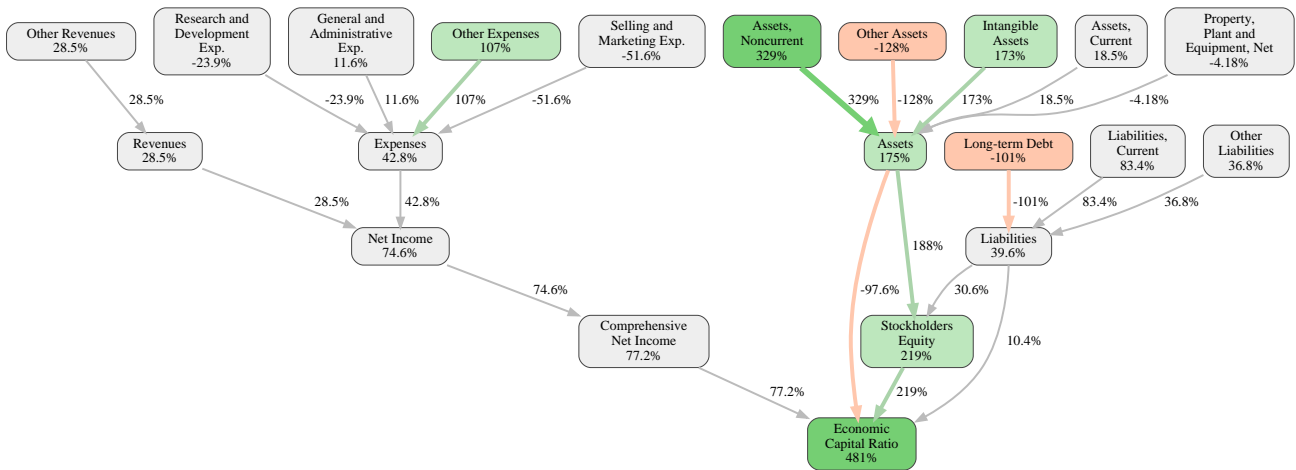 Other Revenues
28.5%
Research and
Development
Exp.
-23.9%
General and
Administrative
Exp.
11.6%
Other Expenses
107%
Selling and
Marketing Exp.
-51.6%
Assets,
Noncurrent
329%
Other Assets
-128%
Intangible
Assets
173%
Assets,
Current
18.5%
Property,
Plant and
Equipment, Net
-4.18%
28.5%
-23.9%
11.6%
107%
-51.6%
329%
-128%
173%
18.5%
-4.18%
Revenues
28.5%
Expenses
42.8%
Assets
175%
Long-term Debt
-101%
Liabilities,
Current
83.4%
Other
Liabilities
36.8%
28.5%
42.8%
-101%
83.4%
36.8%
Net Income
74.6%
188%
Liabilities
39.6%
74.6%
-97.6%
30.6%
10.4%
Comprehensive
Net Income
77.2%
Stockholders
Equity
219%
77.2%
219%
Economic
Capital Ratio
481%